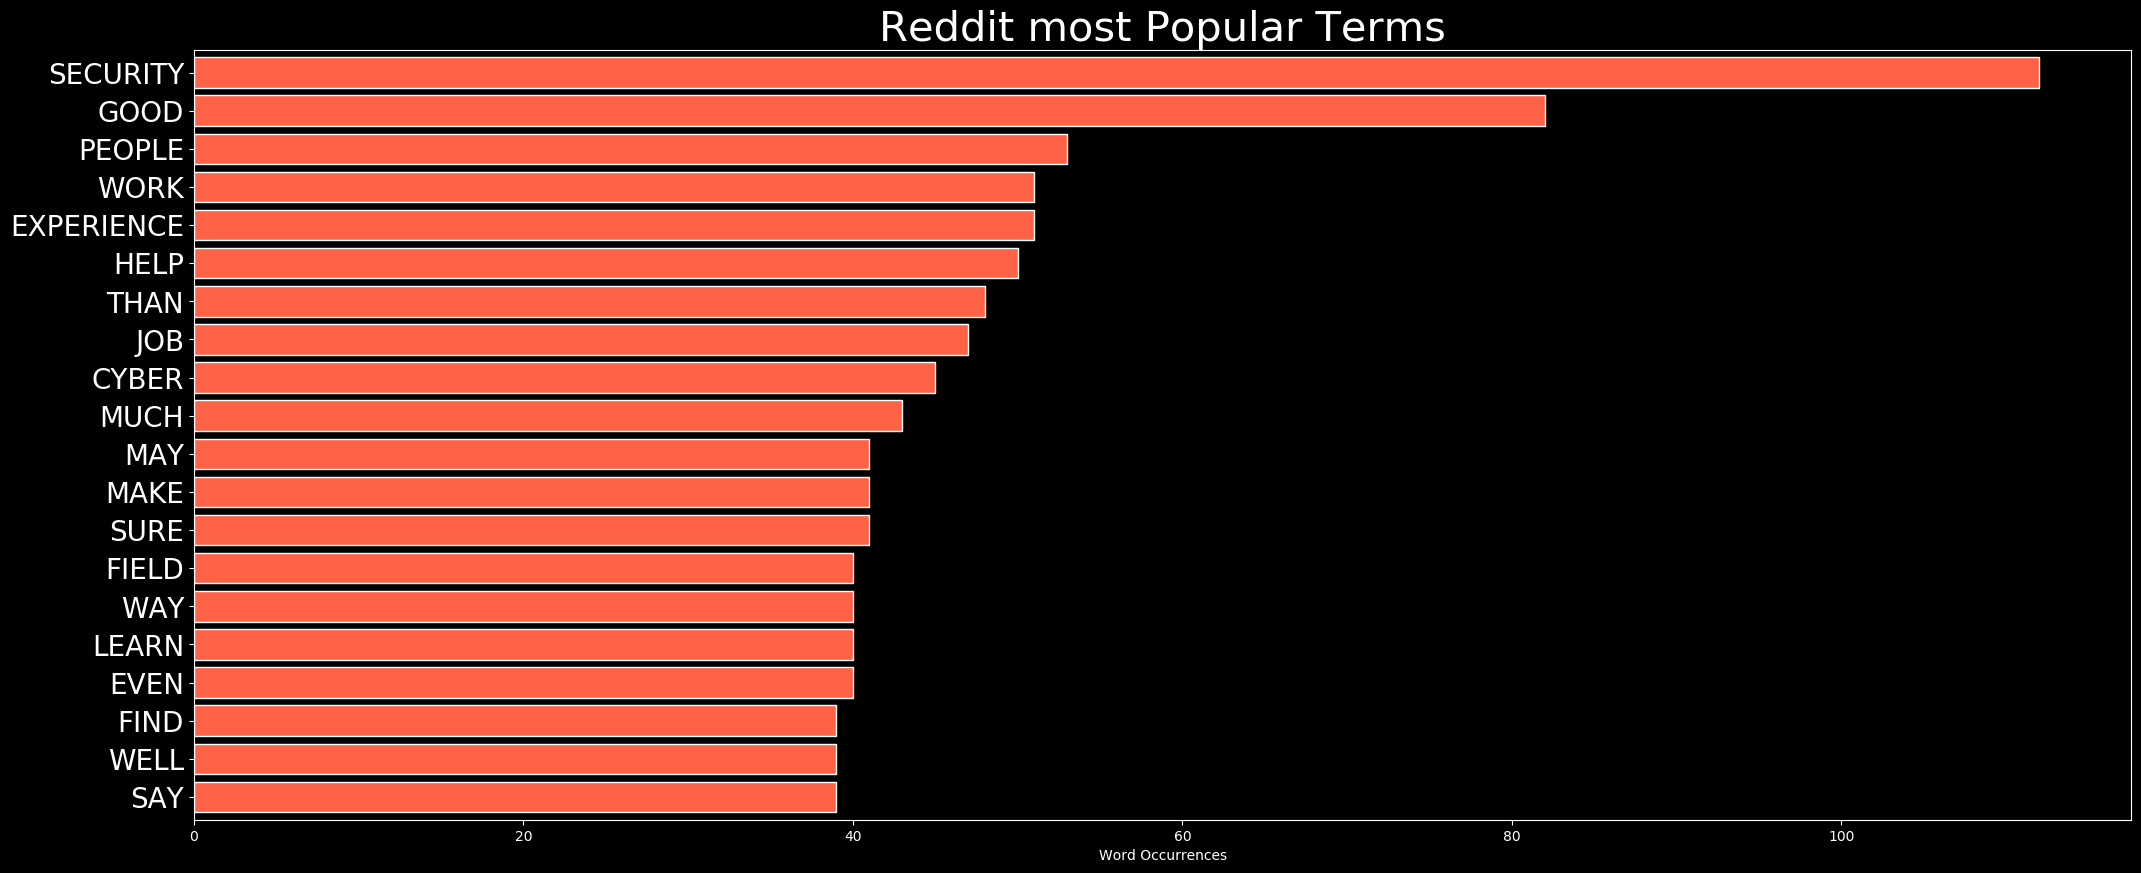 Reddit most Popular Terms
SECURITY
GOOD
PEOPLE
WORK
EXPERIENCE
HELP
THAN
JOB
CYBER
MUCH
MAY
MAKE
SURE
FIELD
WAY
LEARN
EVEN
FIND
WELL
SAY
0 20 40 60 80 100
Word Occurrences